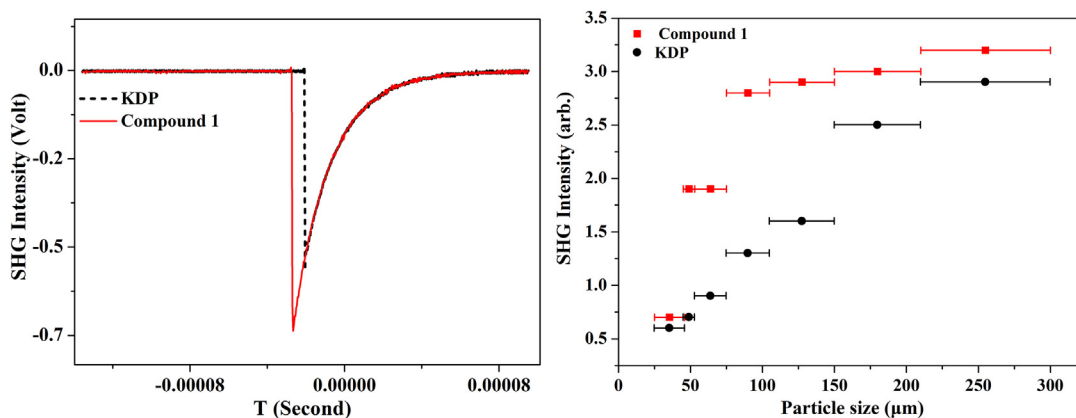 0.0
-0.2
-0.5
-0.7
SHG Intensity (Volt)
KDP
Compound 1
-0.00008
0.00000
0.00008
T (Second)
3.5
3.0
2.5
2.0
1.5
1.0
0.5
SHG Intensity (arb.)
Compound 1
KDP
0
50
100
150
200
250
300
Particle size (μm)